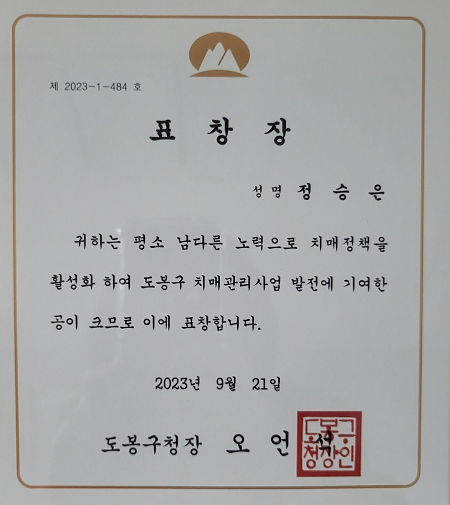 제 2023-1-484 호
표 창 장
성명 정 승 은
귀하는 평소 남다른 노력으로 치매정책을
활성화 하여 도봉구 치매관리사업 발전에 기여한
공이 크므로 이에 표창합니다.
2023년 9월 21일
도봉구청장 오 언 석
도봉구
청장인